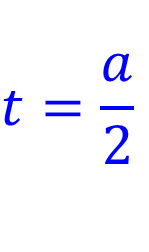 t = a/2